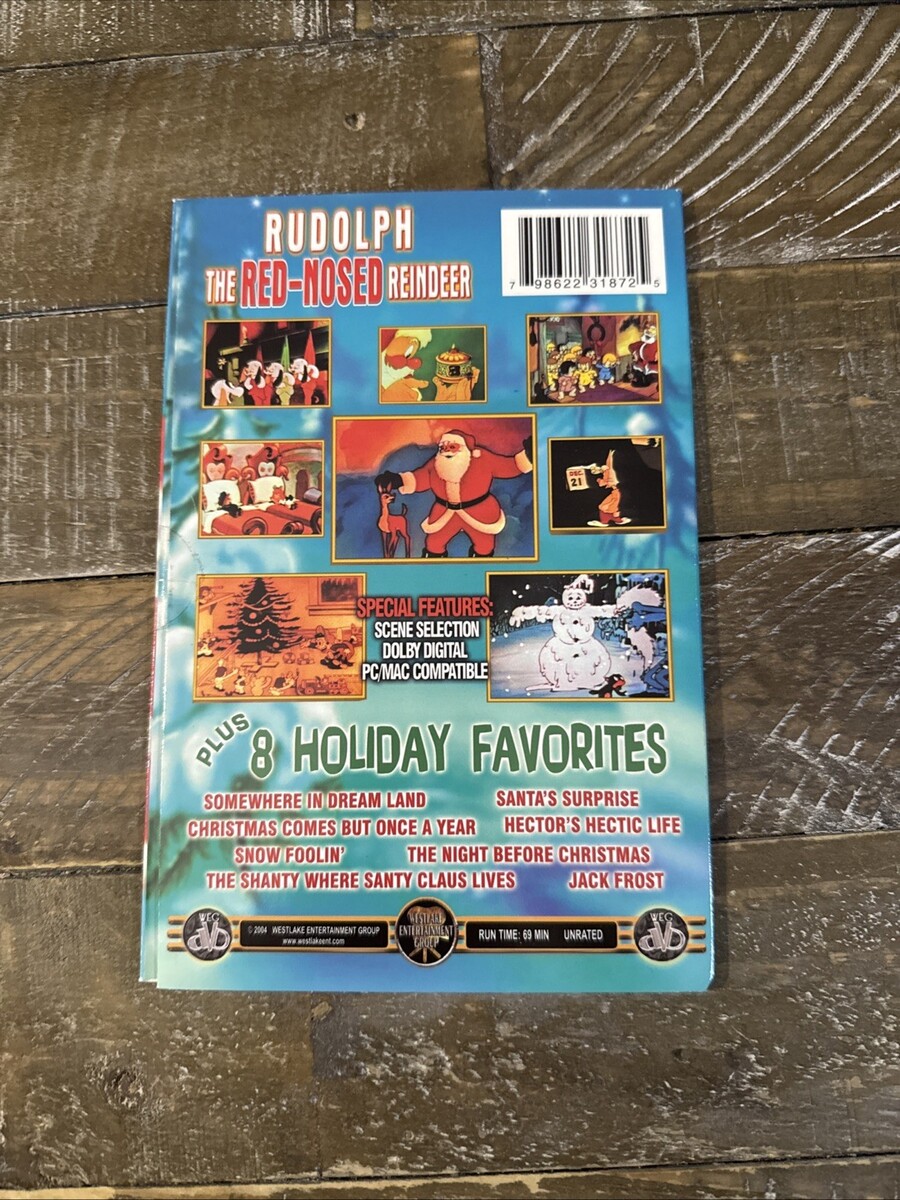 RUDOLPH
THE RED-NOSED REINDEER
7 98622 31872 5
DEC.
21
SPECIAL FEATURES:
SCENE SELECTION
DOLBY DIGITAL
PC/MAC COMPATIBLE
PLUS
8 HOLIDAY FAVORITES
SOMEWHERE IN DREAM LAND
SANTA'S SURPRISE
CHRISTMAS COMES BUT ONCE A YEAR
HECTOR'S HECTIC LIFE
SNOW FOOLIN'
THE NIGHT BEFORE CHRISTMAS
THE SHANTY WHERE SANTY CLAUS LIVES
JACK FROST
WEG
DVD
© 2004 WESTLAKE ENTERTAINMENT GROUP
www.westlakeent.com
WESTLAKE
ENTERTAINMENT
GROUP
RUN TIME: 69 MIN UNRATED
WEG
DVD